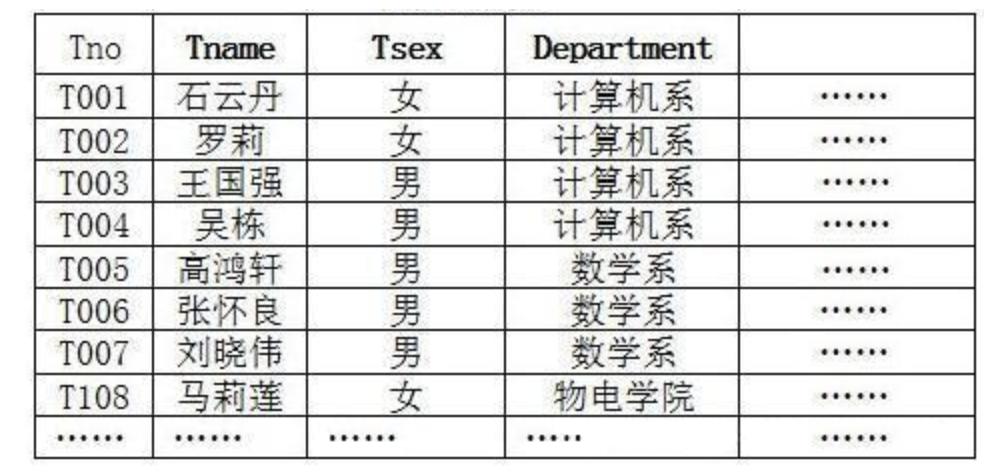 Tno Tname Tsex Department
T001 石云丹 女 计算机系 ……
T002 罗莉 女 计算机系 ……
T003 王国强 男 计算机系 ……
T004 吴栋 男 计算机系 ……
T005 高鸿轩 男 数学系 ……
T006 张怀良 男 数学系 ……
T007 刘晓伟 男 数学系 ……
T108 马莉莲 女 物电学院 ……
…… …… …… ..... ……